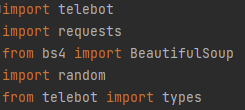 import telebot
import requests
from bs4 import BeautifulSoup
import random
from telebot import types